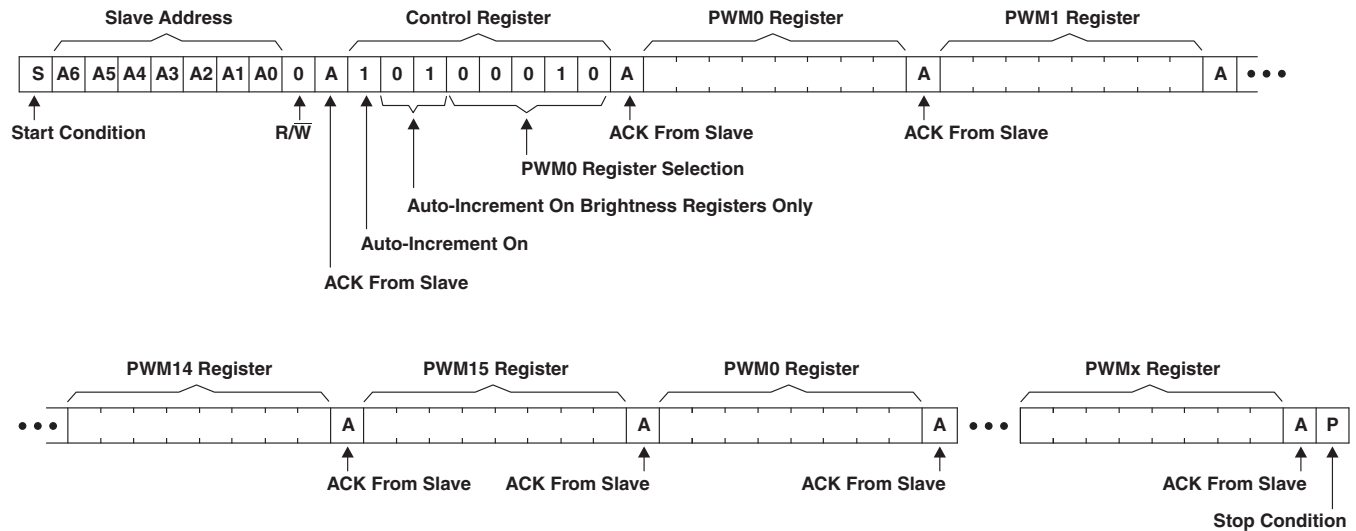 Slave Address Control Register PWM0 Register PWM1 Register
S A6 A5 A4 A3 A2 A1 A0 0 A 1 0 1 0 0 0 1 0 A A A •••
Start Condition R/W̅ ACK From Slave ACK From Slave
PWM0 Register Selection
Auto-Increment On Brightness Registers Only
Auto-Increment On
ACK From Slave
PWM14 Register PWM15 Register PWM0 Register PWMx Register
••• A A A ••• A P
ACK From Slave ACK From Slave ACK From Slave ACK From Slave
Stop Condition